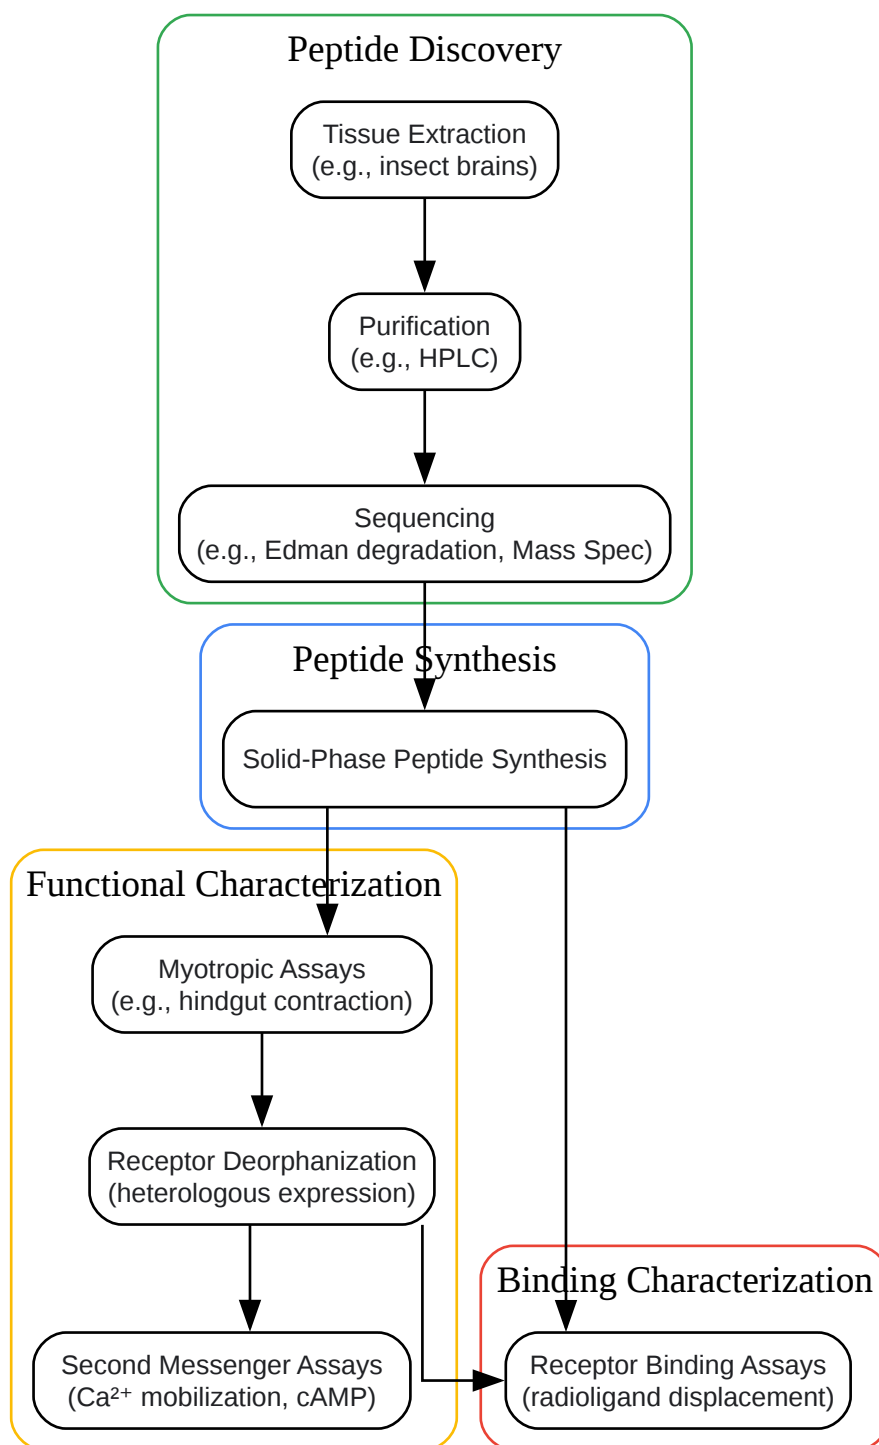 Peptide Discovery
Tissue Extraction
(e.g., insect brains)
Purification
(e.g., HPLC)
Sequencing
(e.g., Edman degradation, Mass Spec)
Peptide Synthesis
Solid-Phase Peptide Synthesis
Functional Characterization
Myotropic Assays
(e.g., hindgut contraction)
Receptor Deorphanization
(heterologous expression)
Second Messenger Assays
(Ca²⁺ mobilization, cAMP)
Binding Characterization
Receptor Binding Assays
(radioligand displacement)